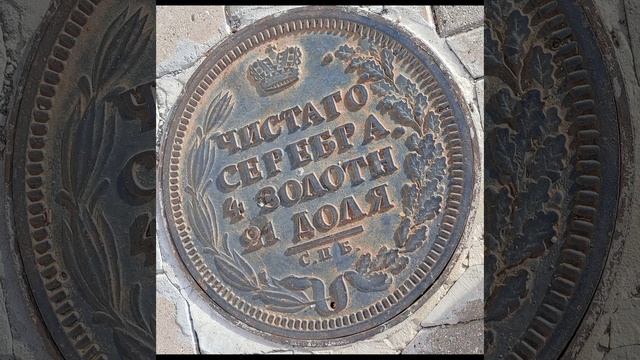 ЧИСТАГО
СЕРЕБРА
4 ЗОЛОТН
21 ДОЛЯ
С.П.Б.